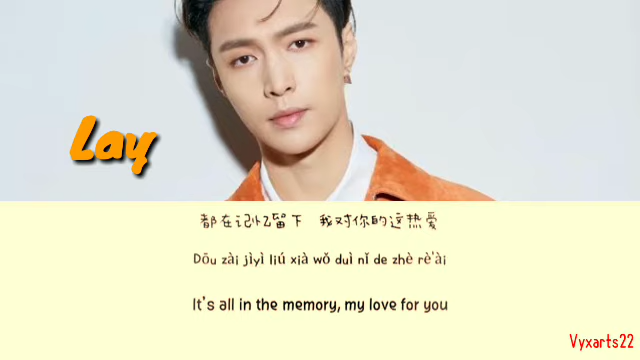 Lay
都在记忆留下 我对你的这热爱
Dōu zài jìyì liú xià wǒ duì nǐ de zhè rè'ài
It's all in the memory, my love for you
Vyxarts22